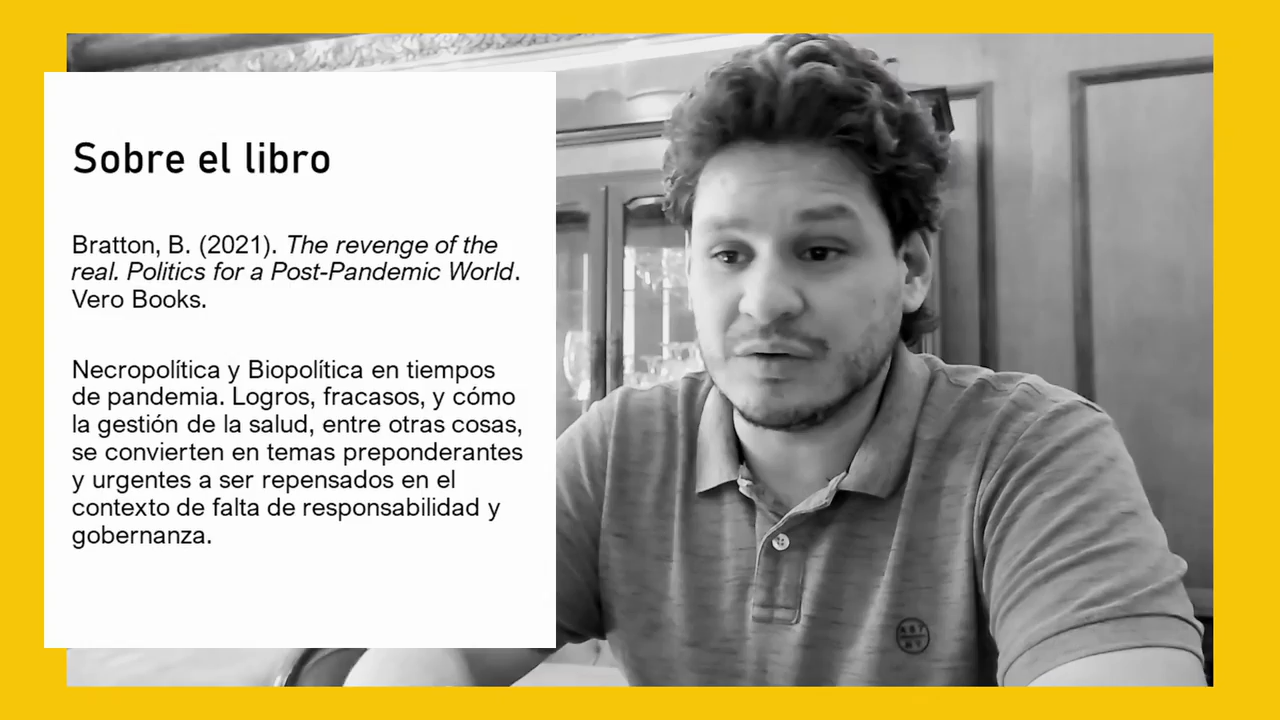 Sobre el libro
Bratton, B. (2021). The revenge of the
real. Politics for a Post-Pandemic World.
Vero Books.
Necropolítica y Biopolítica en tiempos
de pandemia. Logros, fracasos, y cómo
la gestión de la salud, entre otras cosas,
se convierten en temas preponderantes
y urgentes a ser repensados en el
contexto de falta de responsabilidad y
gobernanza.